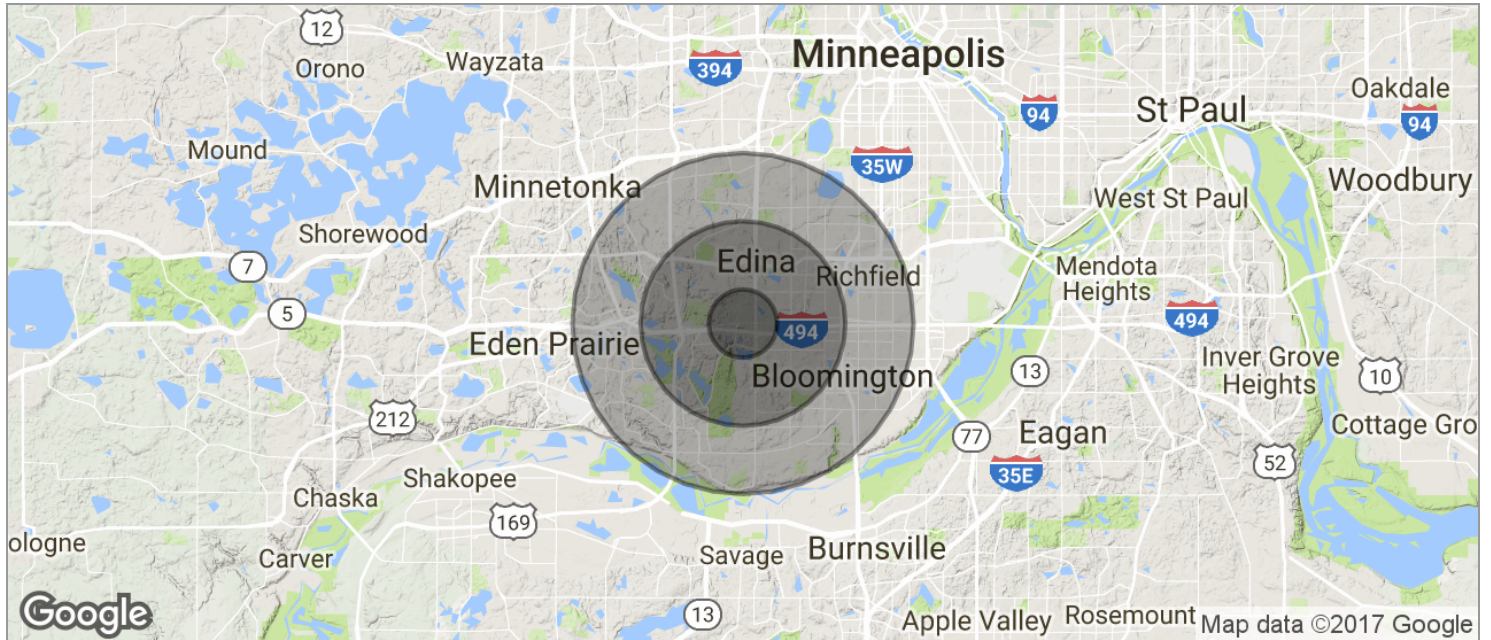 12
Orono
Wayzata
394
Minneapolis
94
St Paul
Oakdale
94
Mound
35W
Minnetonka
West St Paul
Woodbury
Shorewood
7
Edina
Richfield
Mendota
Heights
5
494
494
Eden Prairie
Bloomington
13
Inver Grove
Heights
10
212
77
Eagan
Cottage Gro
35E
52
Shakopee
Chaska
169
ologne
Carver
Savage
Burnsville
Google
13
Apple Valley
Rosemount
Map data ©2017 Google